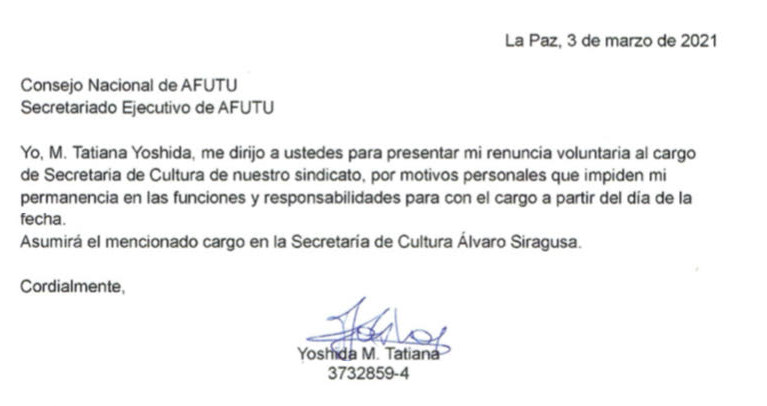 La Paz, 3 de marzo de 2021
Consejo Nacional de AFUTU
Secretariado Ejecutivo de AFUTU
Yo, M. Tatiana Yoshida, me dirijo a ustedes para presentar mi renuncia voluntaria al cargo
de Secretaria de Cultura de nuestro sindicato, por motivos personales que impiden mi
permanencia en las funciones y responsabilidades para con el cargo a partir del día de la
fecha.
Asumirá el mencionado cargo en la Secretaría de Cultura Álvaro Siragusa.
Cordialmente,
Yoshida M. Tatiana
3732859-4